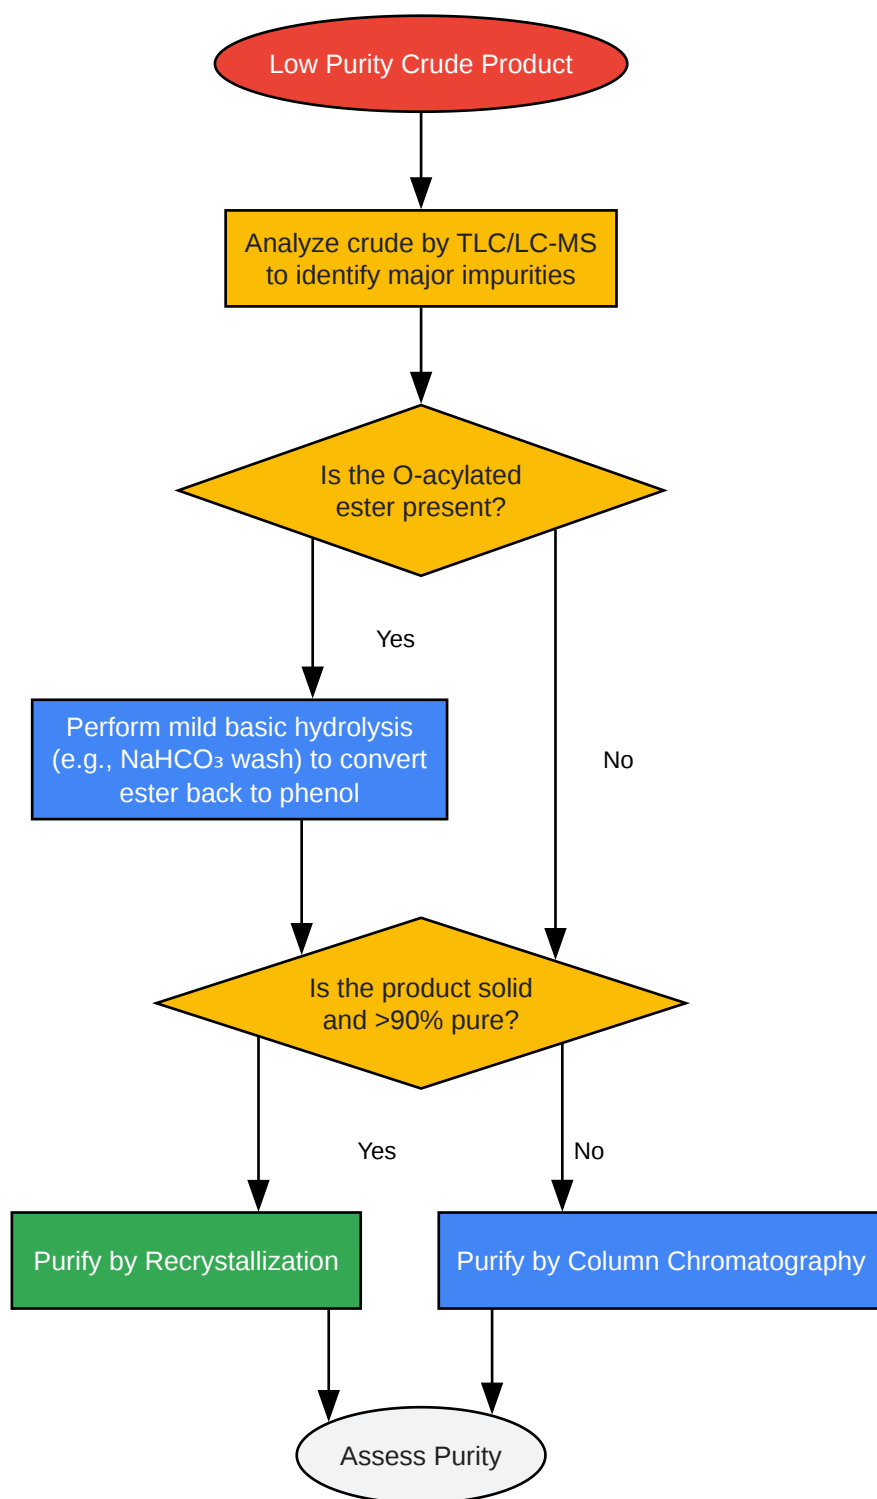 Low Purity Crude Product
Analyze crude by TLC/LC-MS
to identify major impurities
Is the O-acylated
ester present?
Yes
Perform mild basic hydrolysis
(e.g., NaHCO₃ wash) to convert
ester back to phenol
No
Is the product solid
and >90% pure?
Yes
No
Purify by Recrystallization
Purify by Column Chromatography
Assess Purity